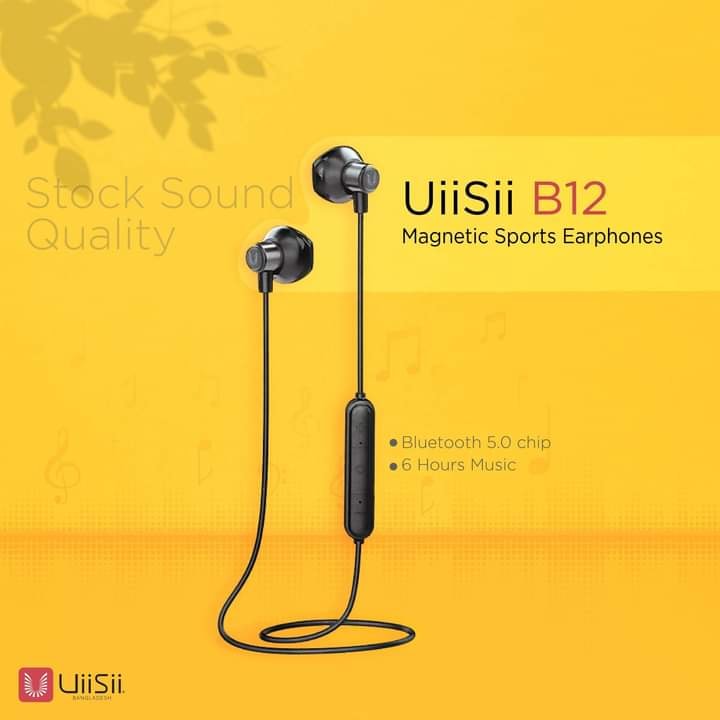 Stock Sound
Quality
UiiSii B12
Magnetic Sports Earphones
Bluetooth 5.0 chip
6 Hours Music
UiiSii.
BANGLADESH